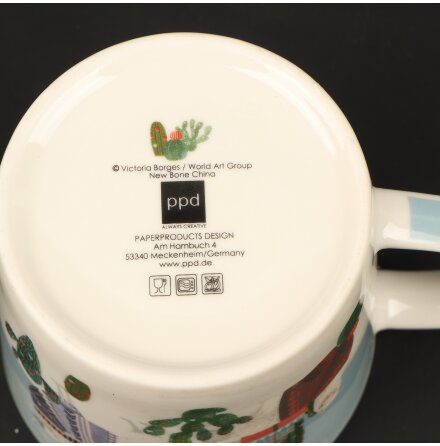 © Victoria Borges / World Art Group
New Bone China
ppd
ALWAYS CREATIVE
PAPERPRODUCTS DESIGN
Am Hambuch 4
53340 Meckenheim/Germany
www.ppd.de